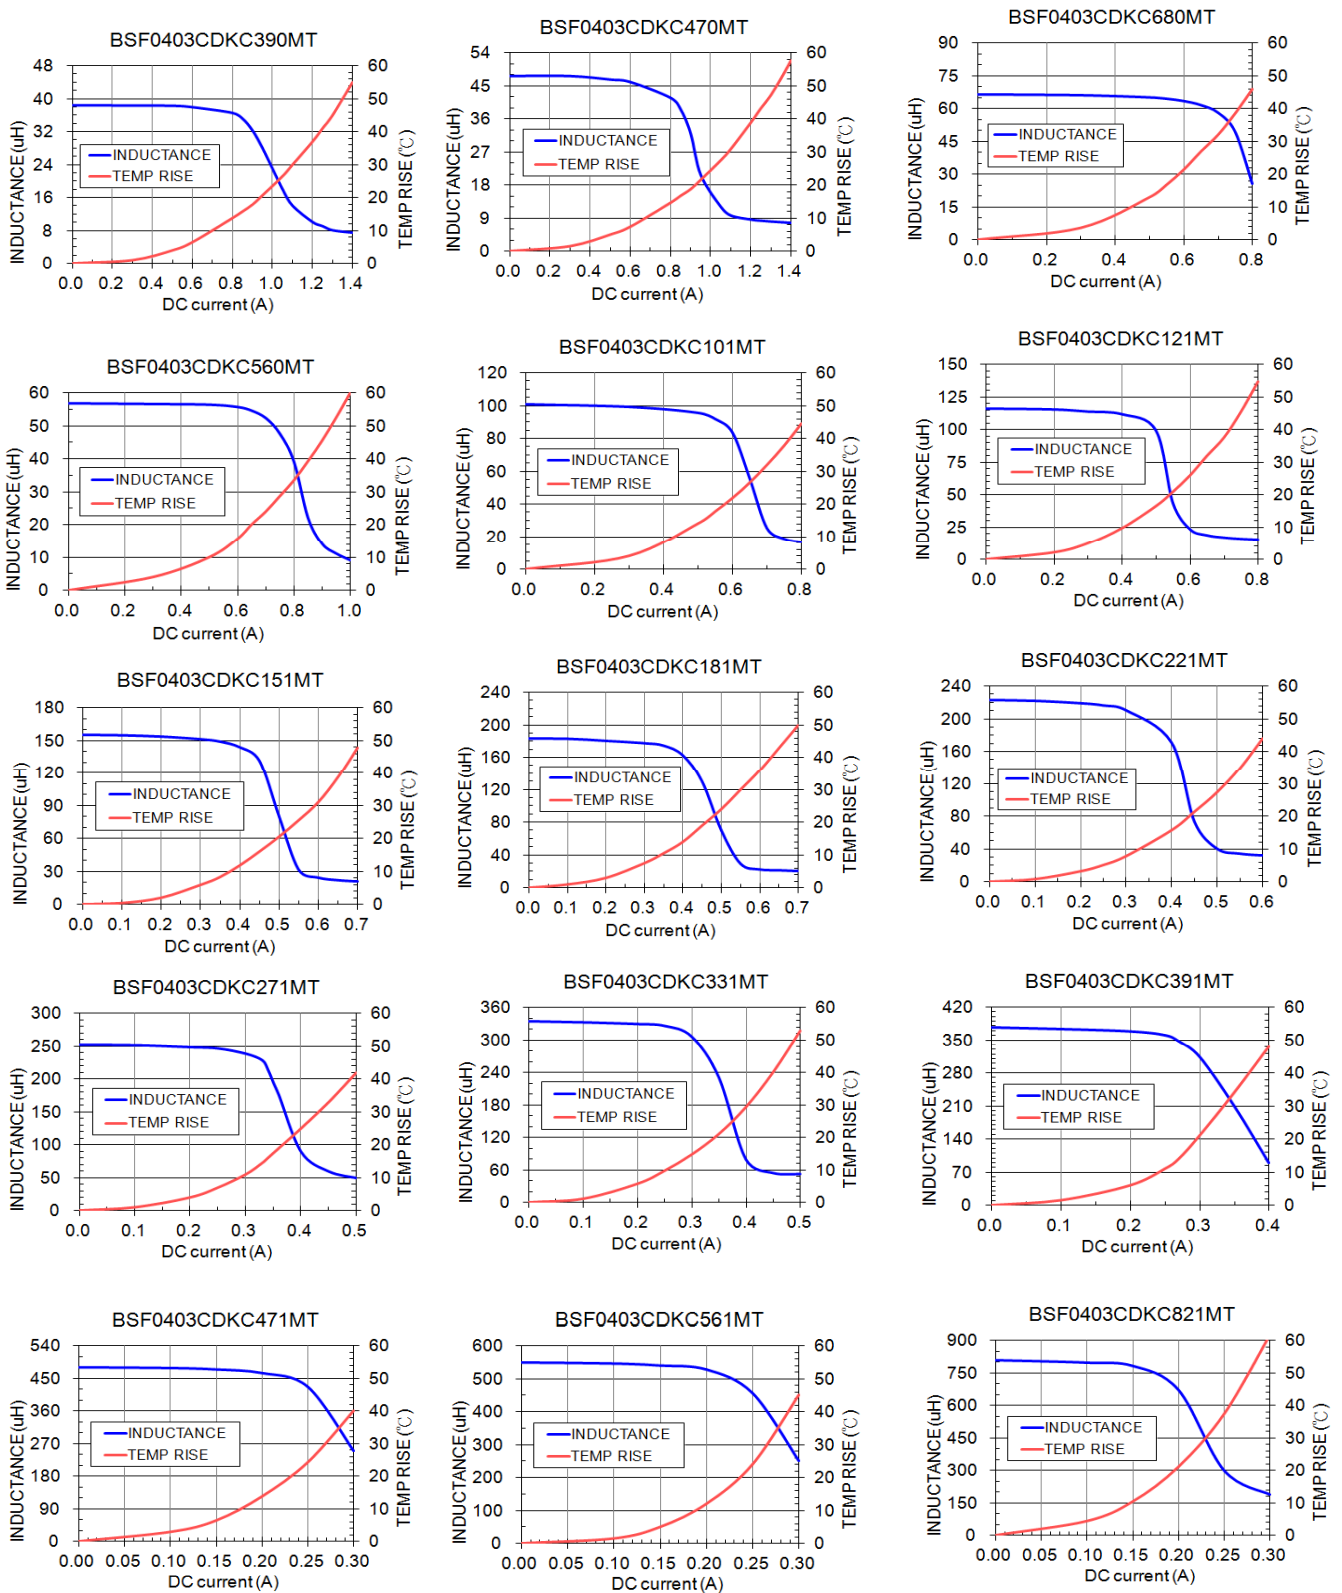 BSF0403CDKC390MT
INDUCTANCE (uH)
48
40
32
24
16
8
0
60
50
40
30
20
10
0
TEMP RISE (℃)
INDUCTANCE
TEMP RISE
0.0 0.2 0.4 0.6 0.8 1.0 1.2 1.4
DC current (A)
BSF0403CDKC470MT
INDUCTANCE (uH)
54
45
36
27
18
9
0
60
50
40
30
20
10
0
TEMP RISE (℃)
INDUCTANCE
TEMP RISE
0.0 0.2 0.4 0.6 0.8 1.0 1.2 1.4
DC current (A)
BSF0403CDKC680MT
INDUCTANCE (uH)
90
75
60
45
30
15
0
60
50
40
30
20
10
0
TEMP RISE (℃)
INDUCTANCE
TEMP RISE
0.0 0.2 0.4 0.6 0.8
DC current (A)
BSF0403CDKC560MT
INDUCTANCE (uH)
60
50
40
30
20
10
0
60
50
40
30
20
10
0
TEMP RISE (℃)
INDUCTANCE
TEMP RISE
0.0 0.2 0.4 0.6 0.8 1.0
DC current (A)
BSF0403CDKC101MT
INDUCTANCE (uH)
120
100
80
60
40
20
0
60
50
40
30
20
10
0
TEMP RISE (℃)
INDUCTANCE
TEMP RISE
0.0 0.2 0.4 0.6 0.8
DC current (A)
BSF0403CDKC121MT
INDUCTANCE (uH)
150
125
100
75
50
25
0
60
50
40
30
20
10
0
TEMP RISE (℃)
INDUCTANCE
TEMP RISE
0.0 0.2 0.4 0.6 0.8
DC current (A)
BSF0403CDKC151MT
INDUCTANCE (uH)
180
150
120
90
60
30
0
60
50
40
30
20
10
0
TEMP RISE (℃)
INDUCTANCE
TEMP RISE
0.0 0.1 0.2 0.3 0.4 0.5 0.6 0.7
DC current (A)
BSF0403CDKC181MT
INDUCTANCE (uH)
240
200
160
120
80
40
0
60
50
40
30
20
10
0
TEMP RISE (℃)
INDUCTANCE
TEMP RISE
0.0 0.1 0.2 0.3 0.4 0.5 0.6 0.7
DC current (A)
BSF0403CDKC221MT
INDUCTANCE (uH)
240
200
160
120
80
40
0
60
50
40
30
20
10
0
TEMP RISE (℃)
INDUCTANCE
TEMP RISE
0.0 0.1 0.2 0.3 0.4 0.5 0.6
DC current (A)
BSF0403CDKC271MT
INDUCTANCE (uH)
300
250
200
150
100
50
0
60
50
40
30
20
10
0
TEMP RISE (℃)
INDUCTANCE
TEMP RISE
0.0 0.1 0.2 0.3 0.4 0.5
DC current (A)
BSF0403CDKC331MT
INDUCTANCE (uH)
360
300
240
180
120
60
0
60
50
40
30
20
10
0
TEMP RISE (℃)
INDUCTANCE
TEMP RISE
0.0 0.1 0.2 0.3 0.4 0.5
DC current (A)
BSF0403CDKC391MT
INDUCTANCE (uH)
420
350
280
210
140
70
0
60
50
40
30
20
10
0
TEMP RISE (℃)
INDUCTANCE
TEMP RISE
0.0 0.1 0.2 0.3 0.4
DC current (A)
BSF0403CDKC471MT
INDUCTANCE (uH)
540
450
360
270
180
90
0
60
50
40
30
20
10
0
TEMP RISE (℃)
INDUCTANCE
TEMP RISE
0.00 0.05 0.10 0.15 0.20 0.25 0.30
DC current (A)
BSF0403CDKC561MT
INDUCTANCE (uH)
600
500
400
300
200
100
0
60
50
40
30
20
10
0
TEMP RISE (℃)
INDUCTANCE
TEMP RISE
0.00 0.05 0.10 0.15 0.20 0.25 0.30
DC current (A)
BSF0403CDKC821MT
INDUCTANCE (uH)
900
750
600
450
300
150
0
60
50
40
30
20
10
0
TEMP RISE (℃)
INDUCTANCE
TEMP RISE
0.00 0.05 0.10 0.15 0.20 0.25 0.30
DC current (A)